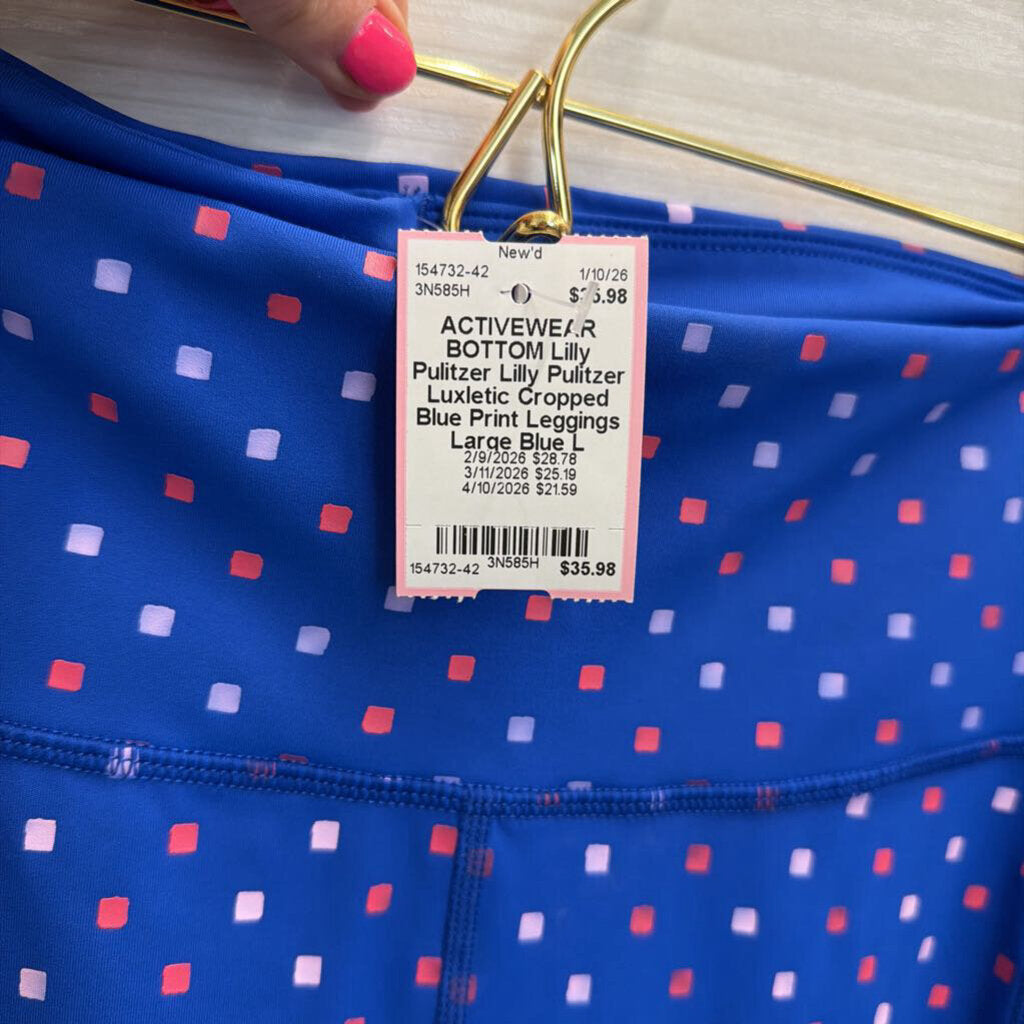 New'd
154732-42 1/10/26
3N585H $35.98
ACTIVEWEAR
BOTTOM Lilly
Pulitzer Lilly Pulitzer
Luxletic Cropped
Blue Print Leggings
Large Blue L
2/9/2026 $28.78
3/11/2026 $25.19
4/10/2026 $21.59
154732-42 3N585H $35.98